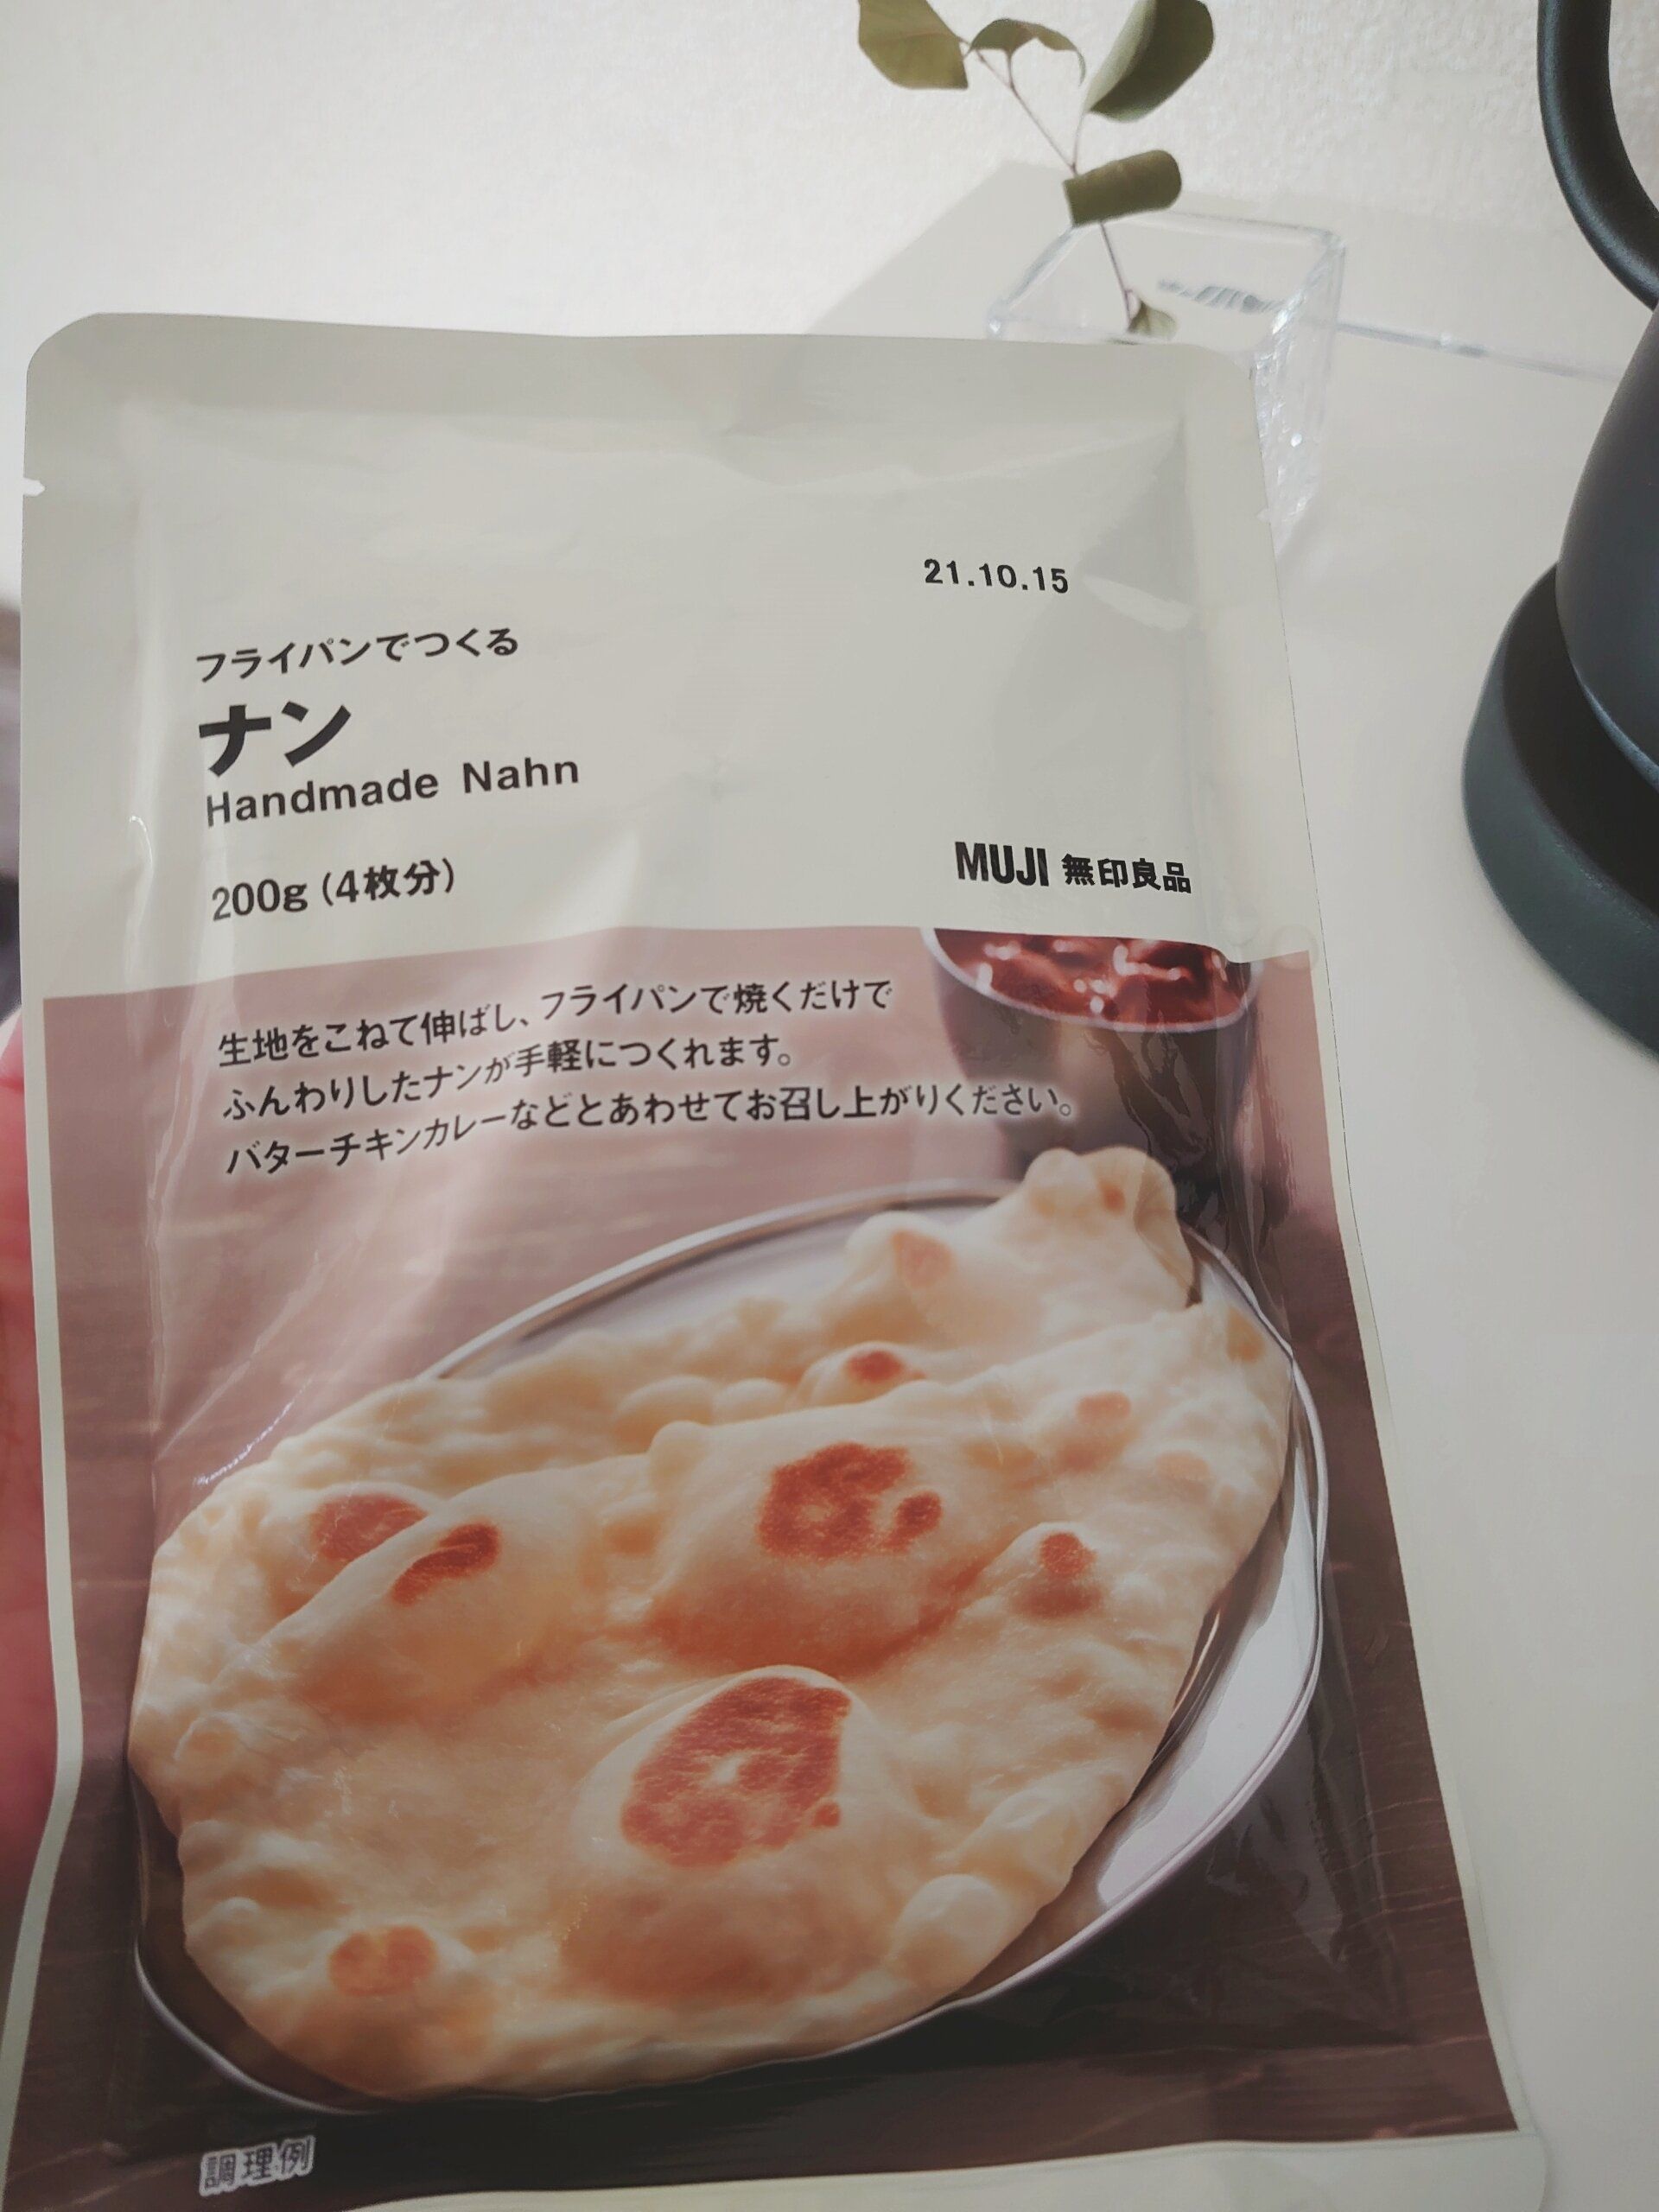 21.10.15
フライパンでつくる
ナン
Handmade Nahn
200g (4枚分)
MUJI 無印良品
生地をこねて伸ばし、フライパンで焼くだけで
ふんわりしたナンが手軽につくれます。
バターチキンカレーなどとあわせてお召し上がりください。
調理例